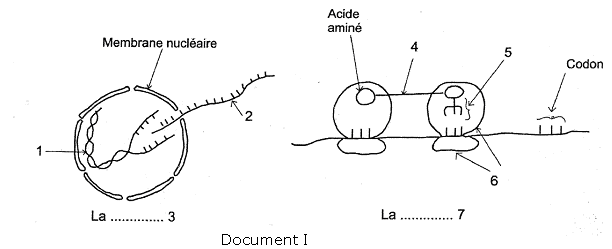 Membrane nucléaire
1
2
La .............. 3
Acide
aminé
4
5
Codon
6
La .............. 7
Document I